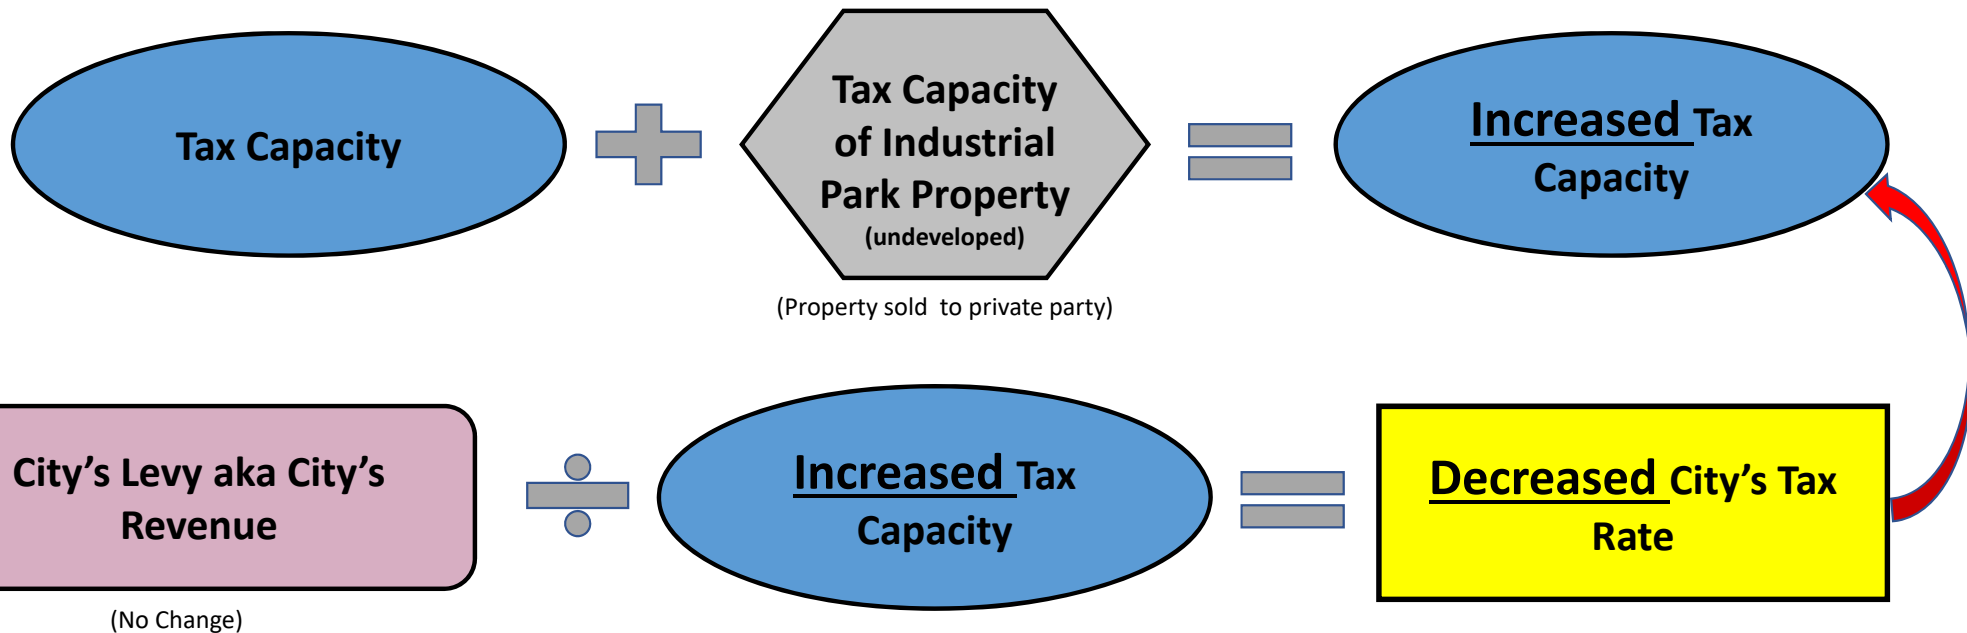 Tax Capacity
Tax Capacity
of Industrial
Park Property
(undeveloped)
Increased Tax
Capacity
(Property sold  to private party)
City’s Levy aka City’s
Revenue
Increased Tax
Capacity
Decreased City’s Tax
Rate
(No Change)